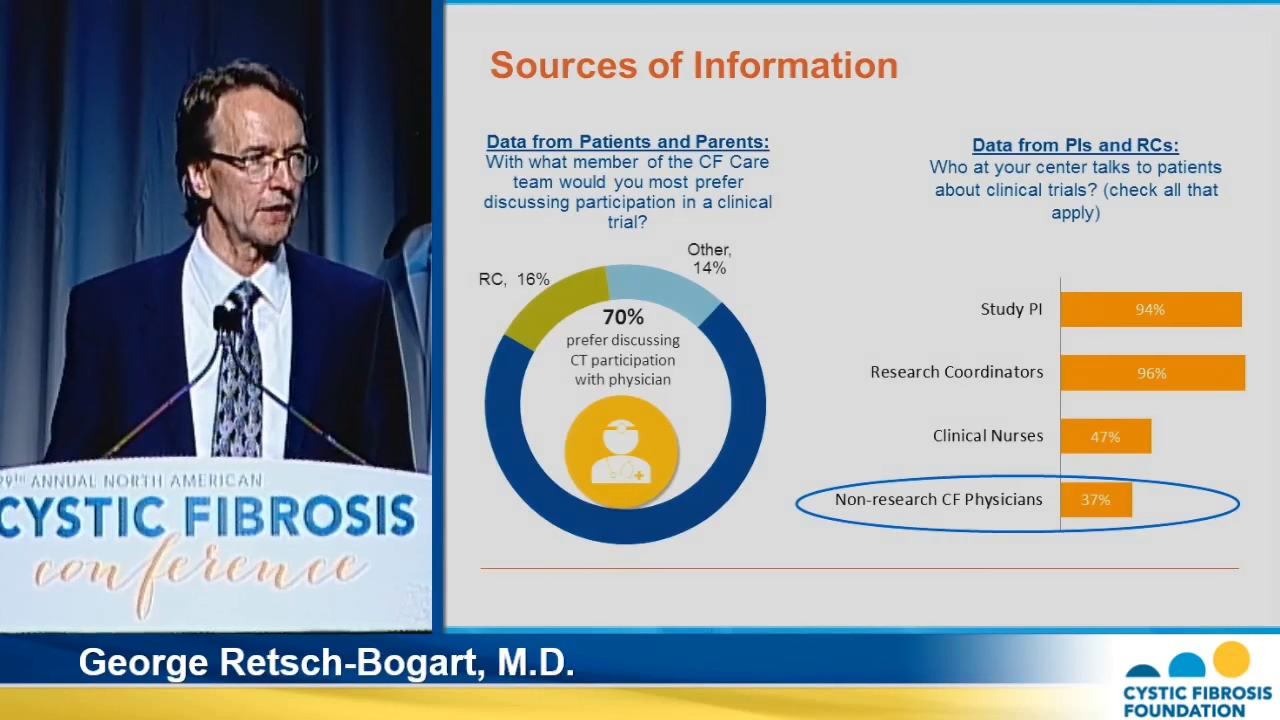 Sources of Information
Data from Patients and Parents:
With what member of the CF Care
team would you most prefer
discussing participation in a clinical
trial?
Other,
14%
RC, 16%
70%
prefer discussing
CT participation
with physician
Data from PIs and RCs:
Who at your center talks to patients
about clinical trials? (check all that
apply)
Study PI
94%
Research Coordinators
96%
Clinical Nurses
47%
Non-research CF Physicians
37%
ANNUAL NORTH AMERICAN
CYSTIC FIBROSIS
conference
George Retsch-Bogart, M.D.
CYSTIC FIBROSIS
FOUNDATION